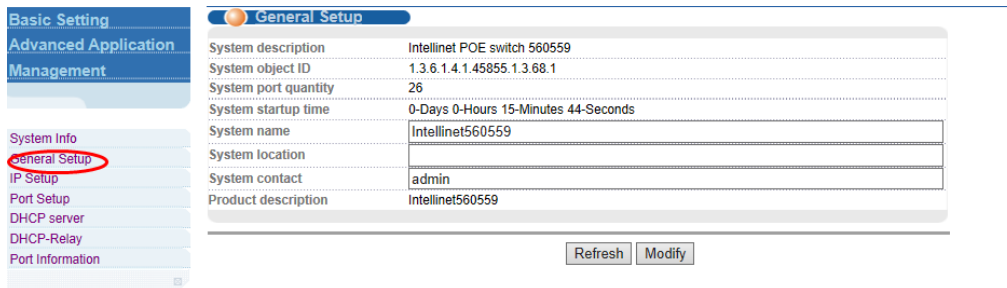 Basic Setting
Advanced Application
Management
System Info
General Setup
IP Setup
Port Setup
DHCP server
DHCP-Relay
Port Information
General Setup
System description Intellinet POE switch 560559
System object ID 1.3.6.1.4.1.45855.1.3.68.1
System port quantity 26
System startup time 0-Days 0-Hours 15-Minutes 44-Seconds
System name Intellinet560559
System location
System contact admin
Product description Intellinet560559
Refresh Modify